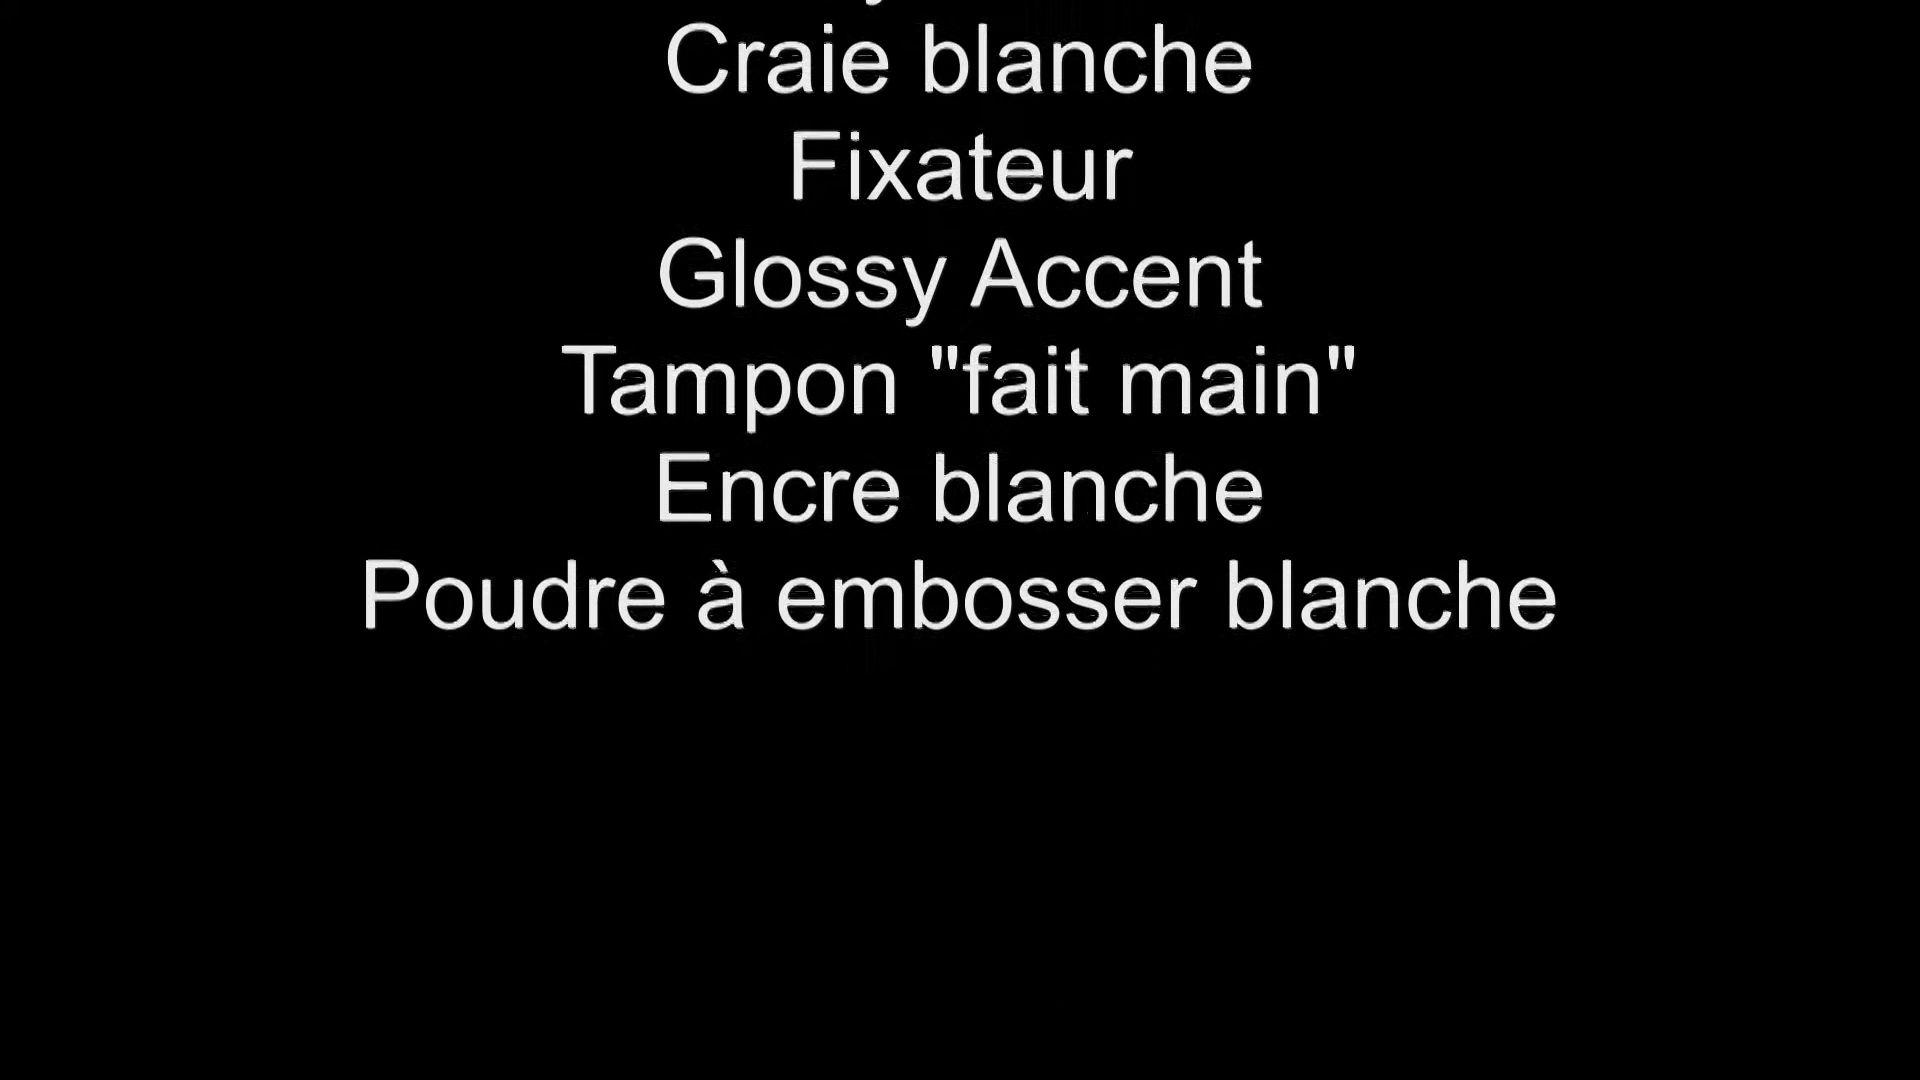 Craie blanche
Fixateur
Glossy Accent
Tampon "fait main"
Encre blanche
Poudre à embosser blanche